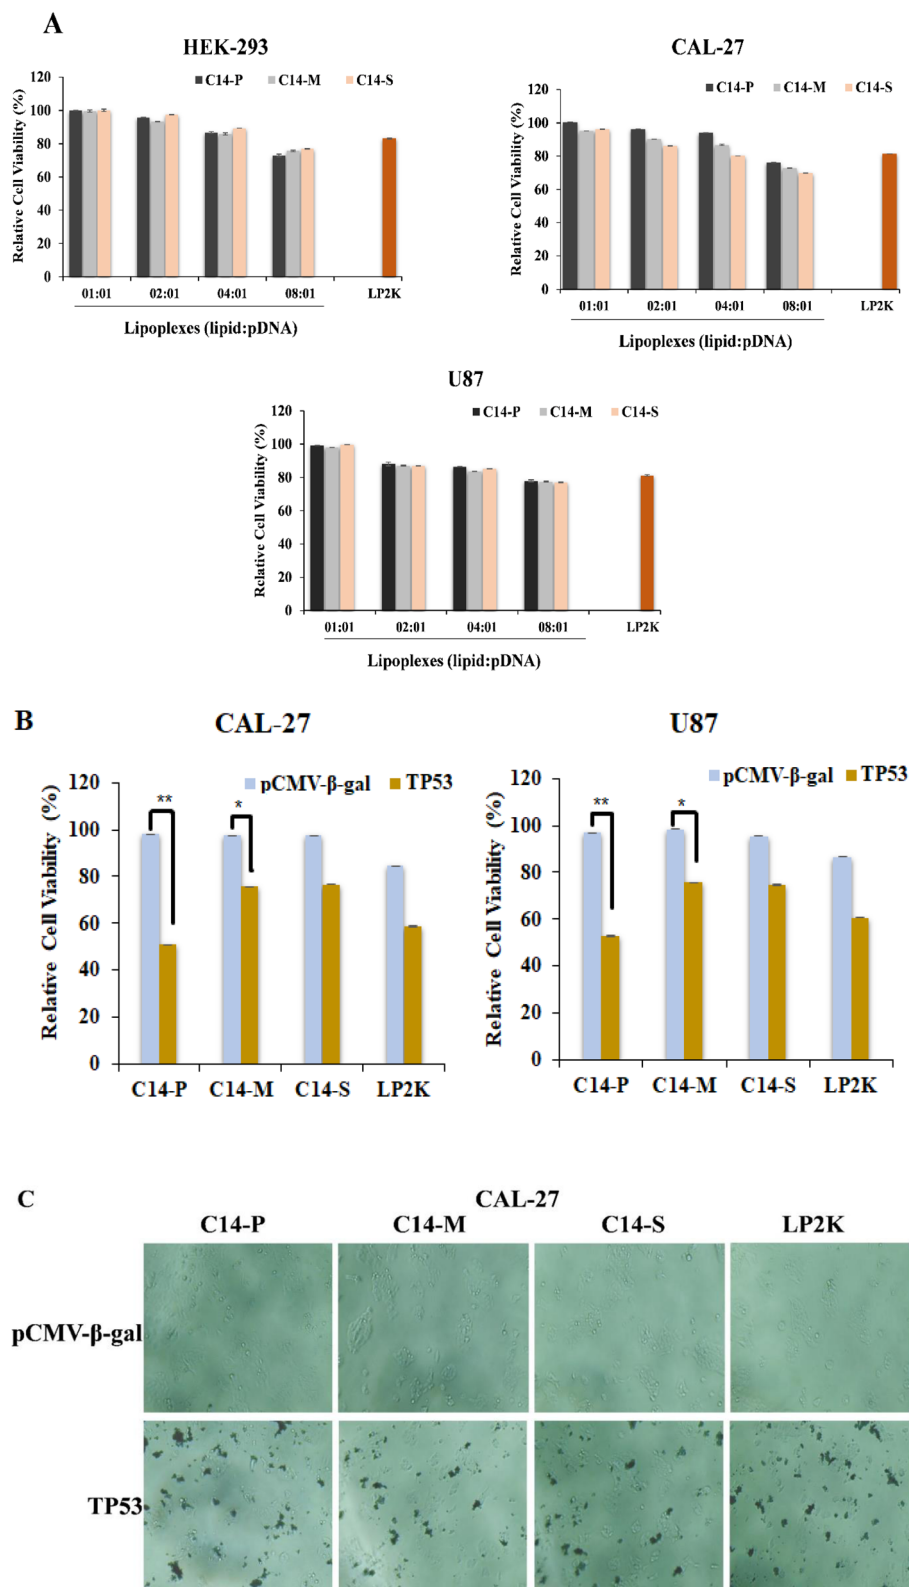 A
HEK-293
C14-P C14-M C14-S
Relative Cell Viability (%)
120
100
80
60
40
20
0
01:01 02:01 04:01 08:01 LP2K
Lipoplexes (lipid:pDNA)
CAL-27
C14-P C14-M C14-S
Relative Cell Viability (%)
120
100
80
60
40
20
0
01:01 02:01 04:01 08:01 LP2K
Lipoplexes (lipid:pDNA)
U87
C14-P C14-M C14-S
Relative Cell Viability (%)
120
100
80
60
40
20
0
01:01 02:01 04:01 08:01 LP2K
Lipoplexes (lipid:pDNA)
B
CAL-27
pCMV-β-gal TP53
Relative Cell Viability (%)
120
100
80
60
40
20
0
** *
C14-P C14-M C14-S LP2K
U87
pCMV-β-gal TP53
Relative Cell Viability (%)
120
100
80
60
40
20
0
** *
C14-P C14-M C14-S LP2K
C
CAL-27
C14-P C14-M C14-S LP2K
pCMV-β-gal
TP53